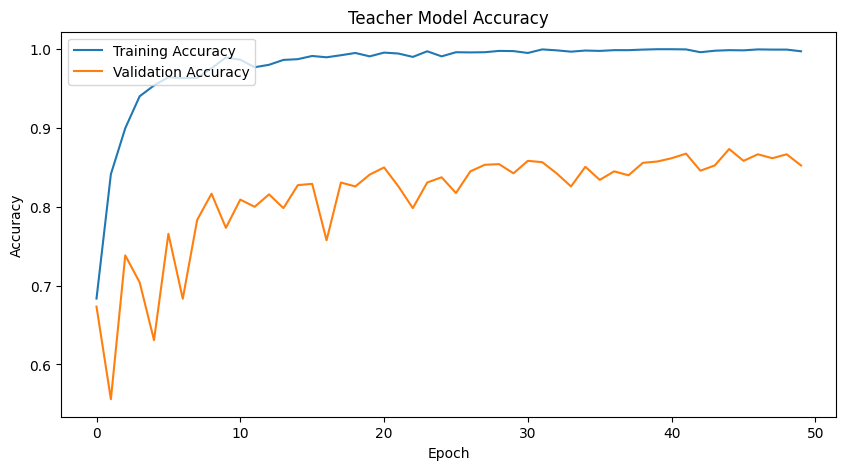 Teacher Model Accuracy
Training Accuracy
Validation Accuracy
1.0
0.9
0.8
0.7
0.6
Accuracy
0
10
20
30
40
50
Epoch